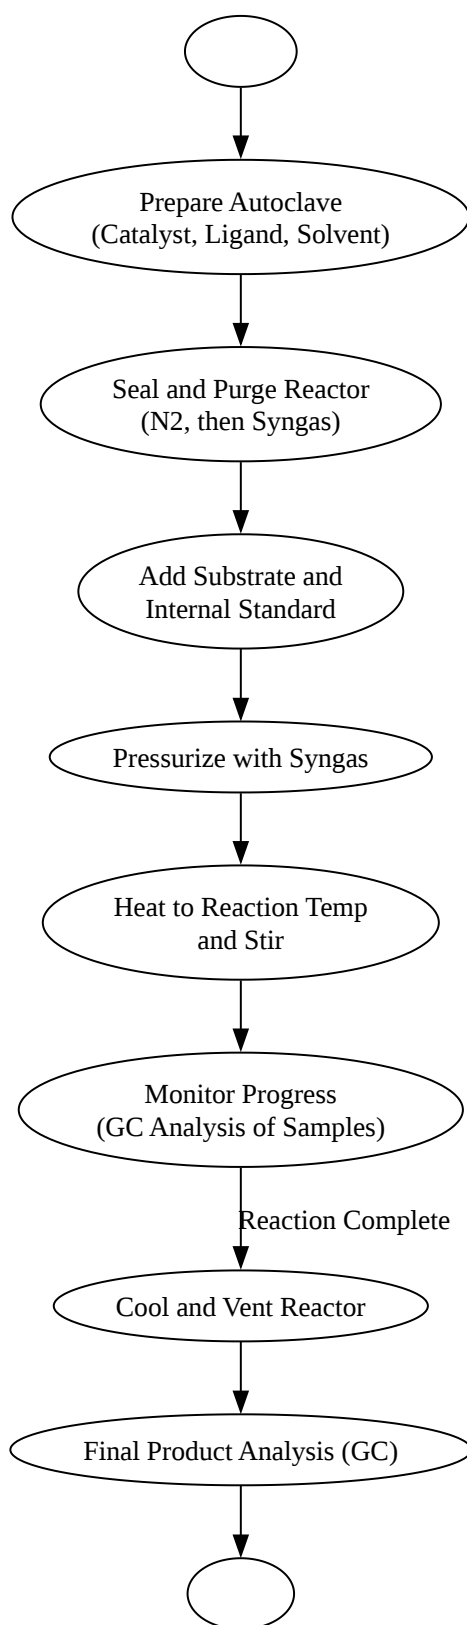 Prepare Autoclave
(Catalyst, Ligand, Solvent)
Seal and Purge Reactor
(N2, then Syngas)
Add Substrate and
Internal Standard
Pressurize with Syngas
Heat to Reaction Temp
and Stir
Monitor Progress
(GC Analysis of Samples)
Reaction Complete
Cool and Vent Reactor
Final Product Analysis (GC)